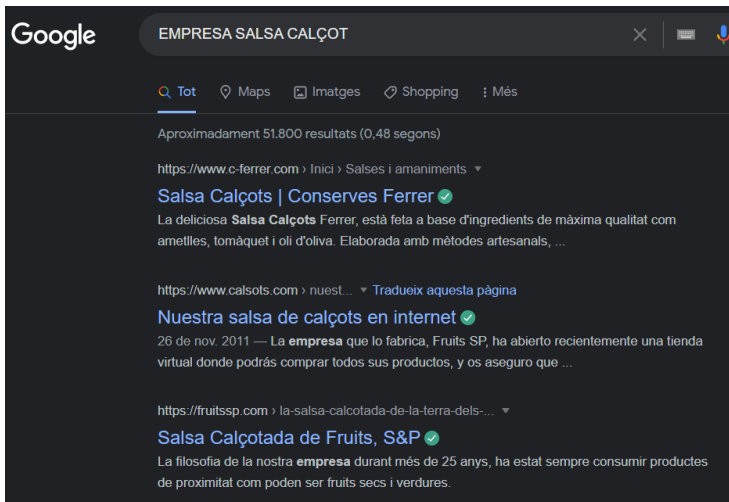 Google
EMPRESA SALSA CALÇOT
Tot Maps Imatges Shopping Més
Aproximadament 51.800 resultats (0,48 segons)
https://www.c-ferrer.com › Inici › Salses i amaniments
Salsa Calçots | Conserves Ferrer
La deliciosa Salsa Calçots Ferrer, està feta a base d'ingredients de màxima qualitat com
ametlles, tomàquet i oli d'oliva. Elaborada amb mètodes artesanals, ...
https://www.calsots.com › nuest... Tradueix aquesta pàgina
Nuestra salsa de calçots en internet
26 de nov. 2011 — La empresa que lo fabrica, Fruits SP, ha abierto recientemente una tienda
virtual donde podrás comprar todos sus productos, y os aseguro que ...
https://fruitssp.com › la-salsa-calcotada-de-la-terra-dels-...
Salsa Calçotada de Fruits, S&P
La filosofia de la nostra empresa durant més de 25 anys, ha estat sempre consumir productes
de proximitat com poden ser fruits secs i verdures.